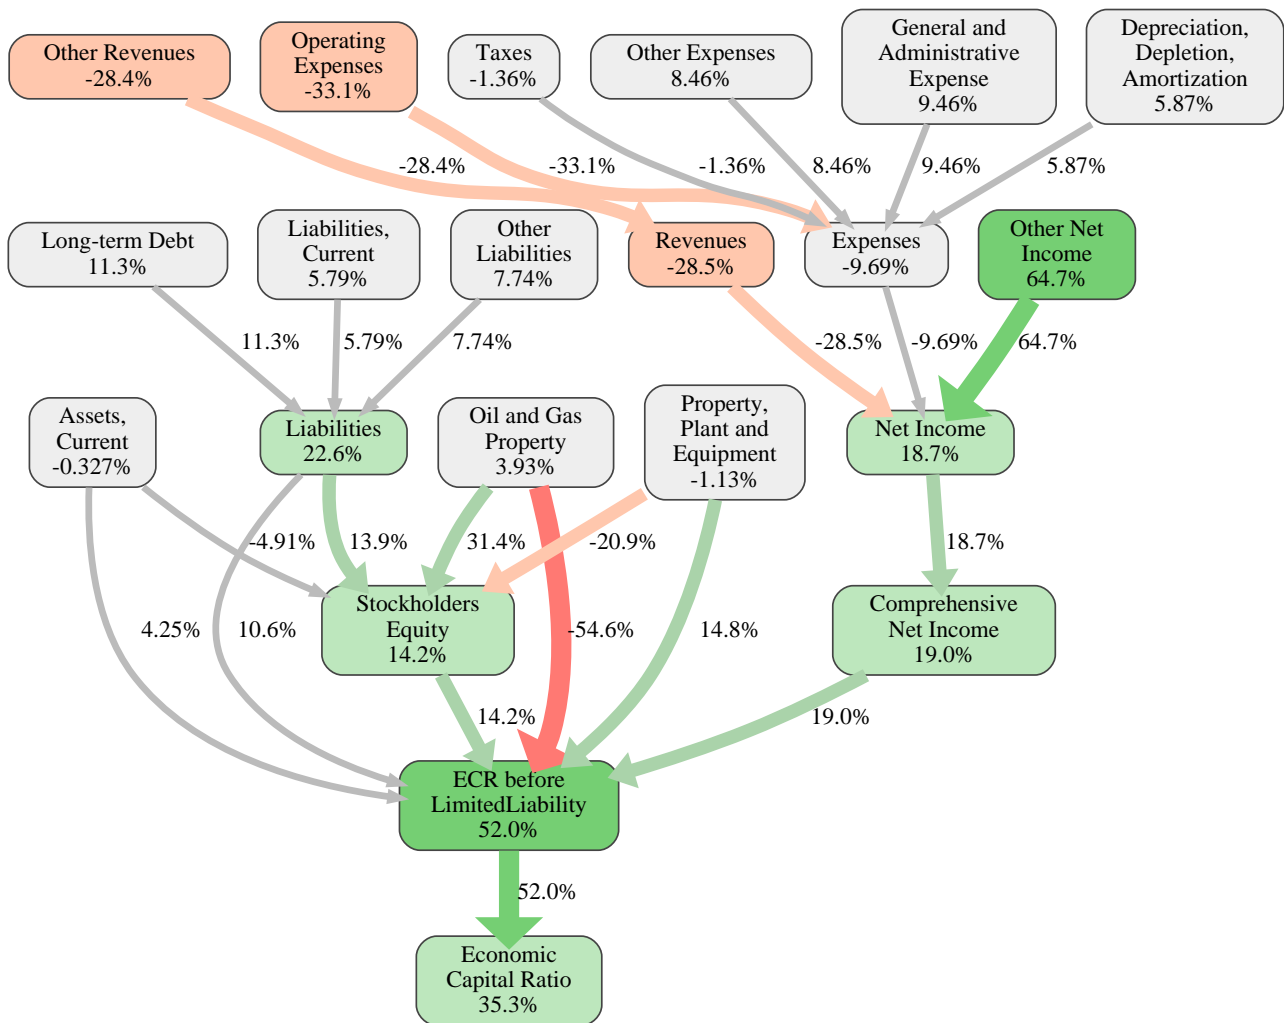 Other Revenues
-28.4%
Operating
Expenses
-33.1%
Taxes
-1.36%
Other Expenses
8.46%
General and
Administrative
Expense
9.46%
Depreciation,
Depletion,
Amortization
5.87%
-28.4%
-33.1%
-1.36%
8.46%
9.46%
5.87%
Long-term Debt
11.3%
Liabilities,
Current
5.79%
Other
Liabilities
7.74%
Revenues
-28.5%
Expenses
-9.69%
Other Net
Income
64.7%
11.3%
5.79%
7.74%
-28.5%
-9.69%
64.7%
Assets,
Current
-0.327%
Liabilities
22.6%
Oil and Gas
Property
3.93%
Property,
Plant and
Equipment
-1.13%
Net Income
18.7%
-4.91%
13.9%
31.4%
-20.9%
18.7%
Stockholders
Equity
14.2%
Comprehensive
Net Income
19.0%
4.25%
10.6%
-54.6%
14.8%
14.2%
19.0%
ECR before
LimitedLiability
52.0%
52.0%
Economic
Capital Ratio
35.3%